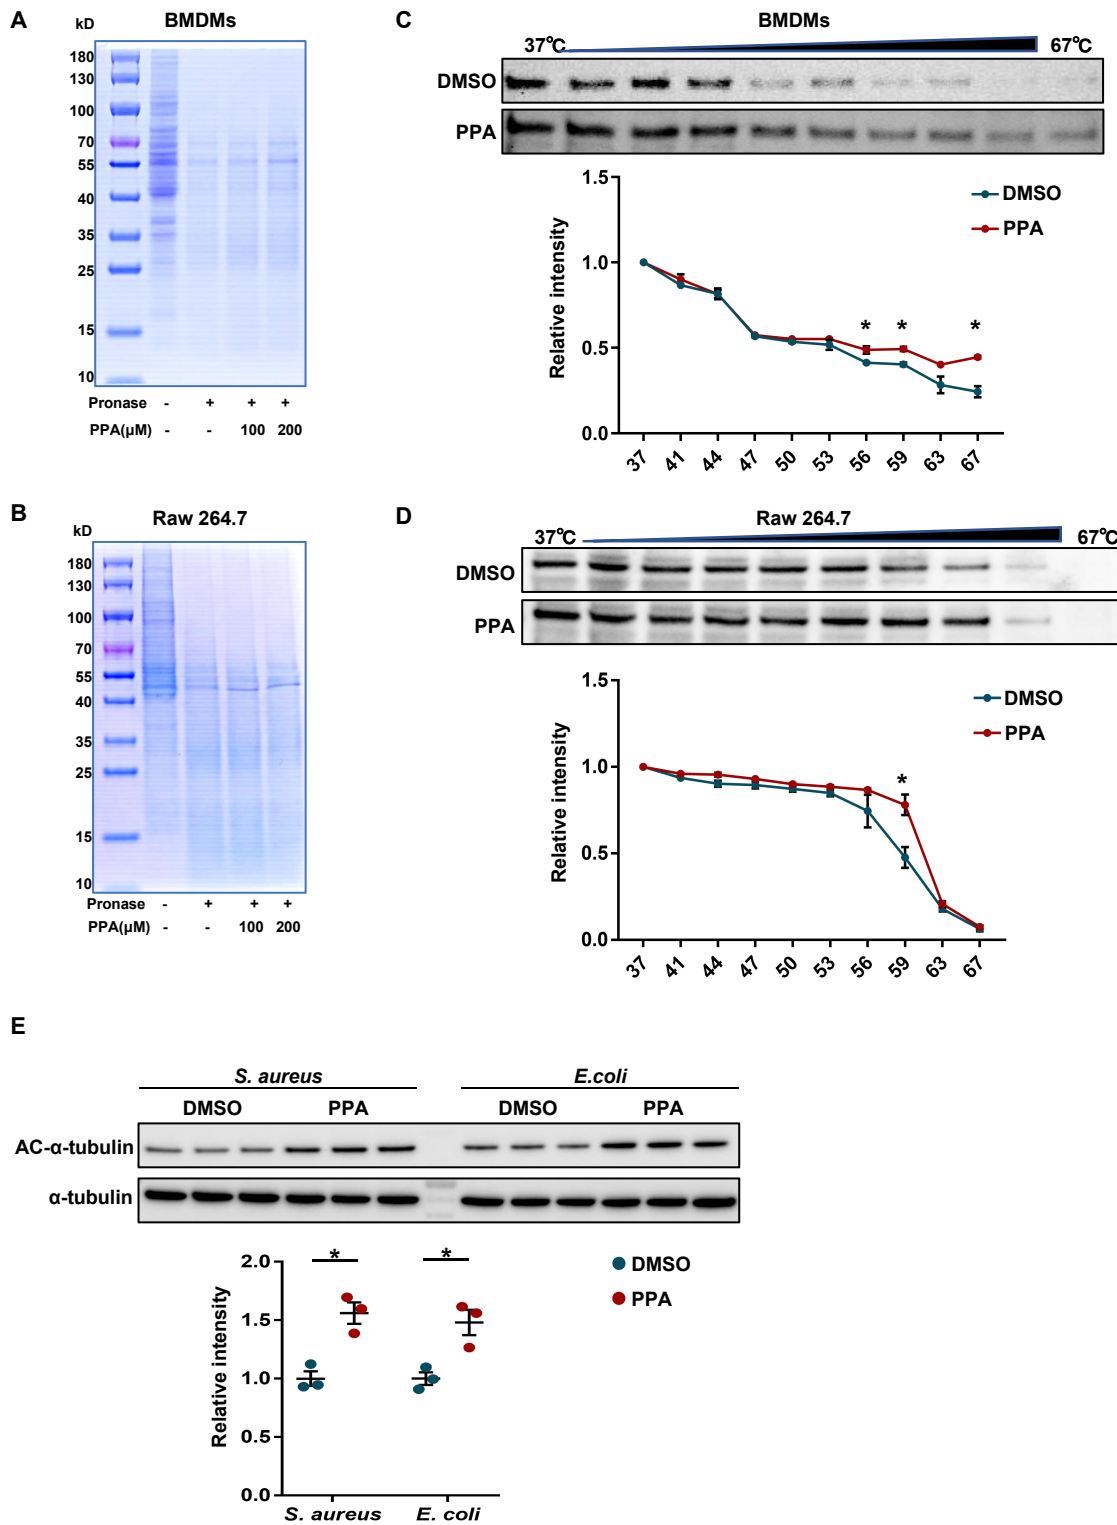 A
kD
BMDMs
180
130
100
70
55
40
35
25
15
10
Pronase - + + +
PPA(μM) - - 100 200
B
kD
Raw 264.7
180
130
100
70
55
40
35
25
15
10
Pronase - + + +
PPA(μM) - - 100 200
C
BMDMs
37℃ 67℃
DMSO
PPA
1.5
1.0
0.5
0.0
Relative intensity
DMSO
PPA
* * *
37 41 44 47 50 53 56 59 63 67
D
Raw 264.7
37℃ 67℃
DMSO
PPA
1.5
1.0
0.5
0.0
Relative intensity
DMSO
PPA
*
37 41 44 47 50 53 56 59 63 67
E
S. aureus E.coli
DMSO PPA DMSO PPA
AC-α-tubulin
α-tubulin
2.0
1.5
1.0
0.5
0.0
Relative intensity
* *
DMSO
PPA
S. aureus E. coli